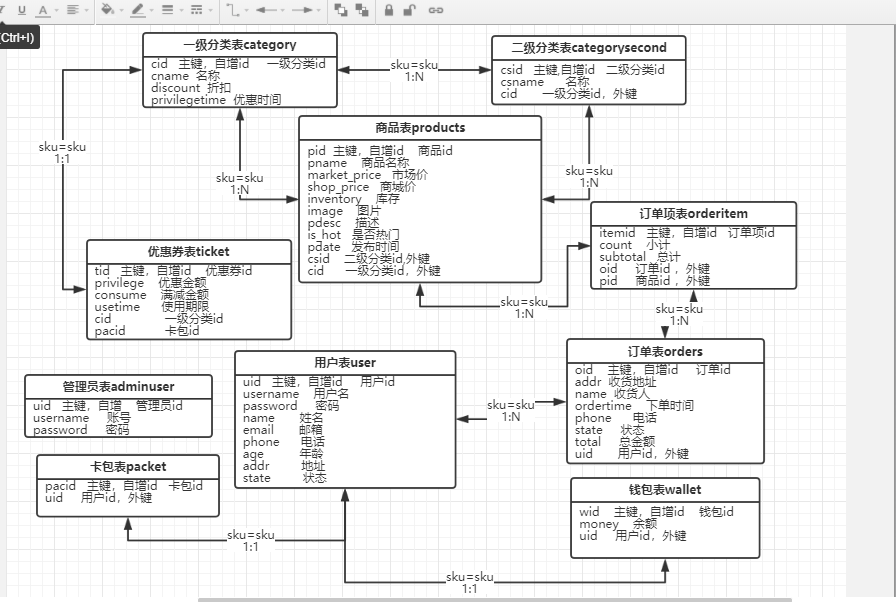 U A
(Ctrl+I)
一级分类表category
cid 主键，自增id 一级分类id
cname 名称
discount 折扣
privilegetime 优惠时间
sku=sku
1:N
二级分类表categorysecond
csid 主键,自增id 二级分类id
csname 名称
cid 一级分类id，外键
sku=sku
1:1
sku=sku
1:N
商品表products
pid 主键，自增id 商品id
pname 商品名称
market_price 市场价
shop_price 商城价
inventory 库存
image 图片
pdesc 描述
is_hot 是否热门
pdate 发布时间
csid 二级分类id,外键
cid 一级分类id，外键
sku=sku
1:N
订单项表orderitem
itemid 主键，自增id 订单项id
count 小计
subtotal 总计
oid 订单id ，外键
pid 商品id ，外键
优惠券表ticket
tid 主键，自增id 优惠券id
privilege 优惠金额
consume 满减金额
usetime 使用期限
cid 一级分类id
pacid 卡包id
sku=sku
1:N
sku=sku
1:N
用户表user
uid 主键，自增id 用户id
username 用户名
password 密码
name 姓名
email 邮箱
phone 电话
age 年龄
addr 地址
state 状态
sku=sku
1:N
订单表orders
oid 主键，自增id 订单id
addr 收货地址
name 收货人
ordertime 下单时间
phone 电话
state 状态
total 总金额
uid 用户id，外键
管理员表adminuser
uid 主键，自增 管理员id
username 账号
password 密码
卡包表packet
pacid 主键，自增id 卡包id
uid 用户id，外键
钱包表wallet
wid 主键，自增id 钱包id
money 余额
uid 用户id，外键
sku=sku
1:1
sku=sku
1:1